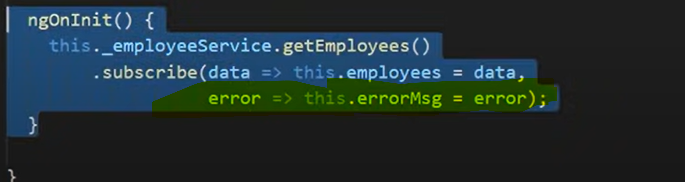 ngOnInit() {
this._employeeService.getEmployees()
.subscribe(data => this.employees = data,
error => this.errorMsg = error);
}
}